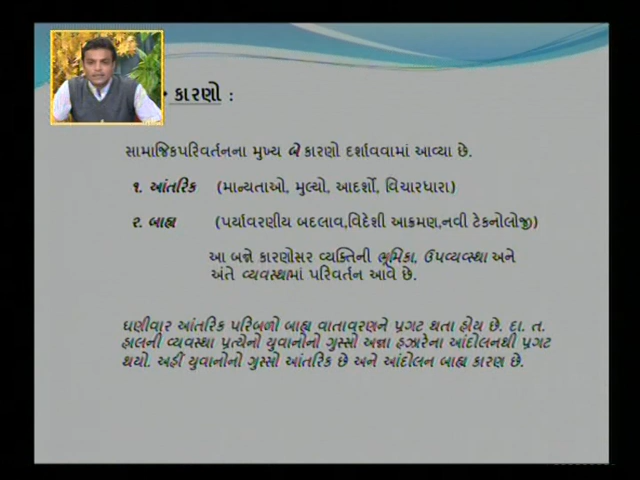 • કારણો :
સામાજિકપરિવર્તનના મુખ્ય બે કારણો દર્શાવવામાં આવ્યા છે.
૧. આંતરિક (માન્યતાઓ, મુલ્યો, આદર્શો, વિચારધારા)
૨. બાહ્ય (પર્યાવરણીય બદલાવ,વિદેશી આક્રમણ,નવી ટેકનોલોજી)
આ બન્ને કારણોસર વ્યક્તિની ભૂમિકા, ઉપવ્યવ્સ્થા અને
અંતે વ્યવસ્થામાં પરિવર્તન આવે છે.
ઘણીવાર આંતરિક પરિબળો બાહ્ય વાતાવરણને પ્રગટ થતા હોય છે. દા. ત.
હાલની વ્યવસ્થા પ્રત્યેનો યુવાનોનો ગુસ્સો અન્ના હઝારેના આંદોલનથી પ્રગટ
થયો. અહીં યુવાનોનો ગુસ્સો આંતરિક છે અને આંદોલન બાહ્ય કારણ છે.